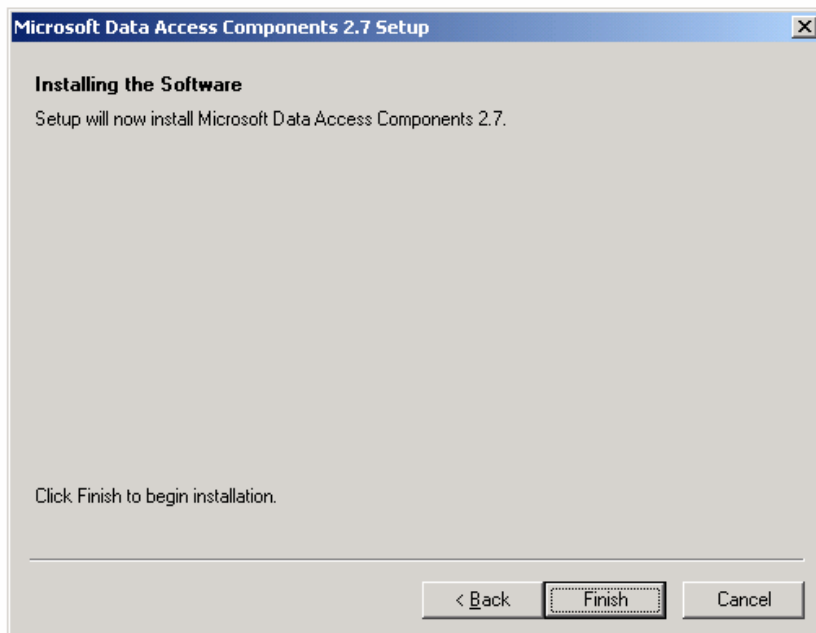 Microsoft Data Access Components 2.7 Setup
Installing the Software
Setup will now install Microsoft Data Access Components 2.7.
Click Finish to begin installation.
< Back Finish Cancel